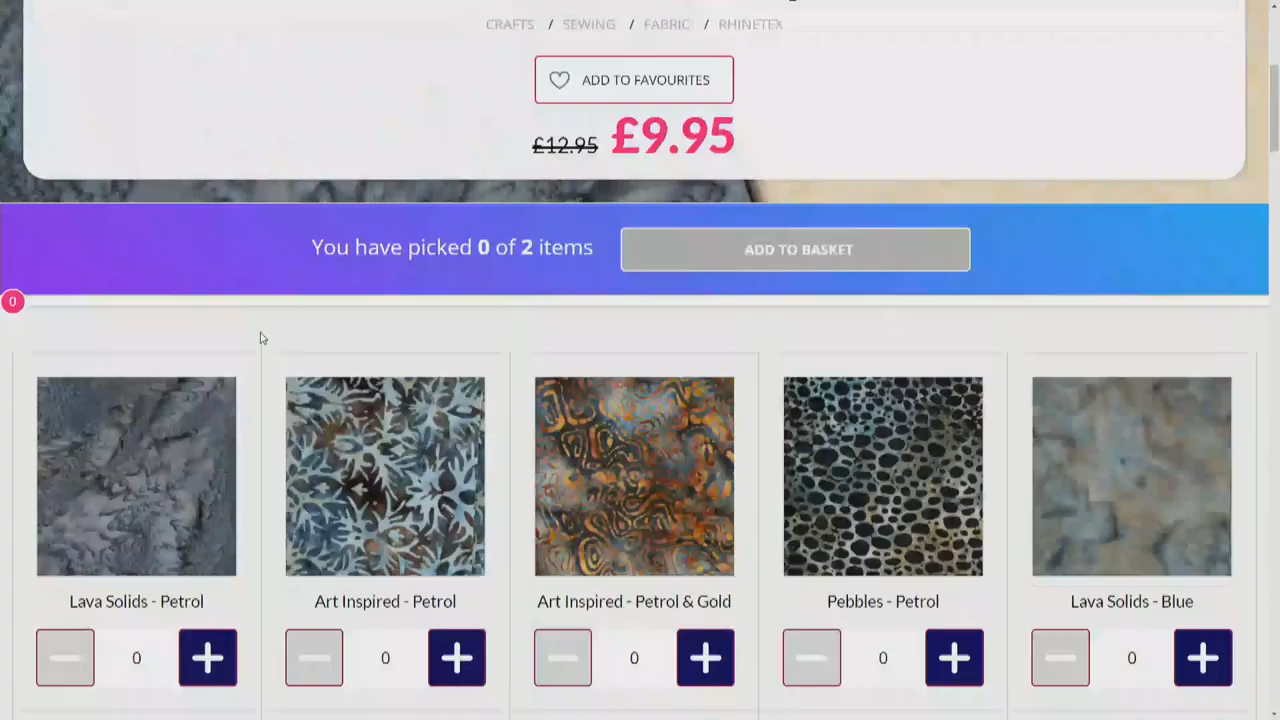 CRAFTS / SEWING / FABRIC / RHINETEX
ADD TO FAVOURITES
£12.95 £9.95
You have picked 0 of 2 items
ADD TO BASKET
0
Lava Solids - Petrol
Art Inspired - Petrol
Art Inspired - Petrol & Gold
Pebbles - Petrol
Lava Solids - Blue
0
0
0
0
0